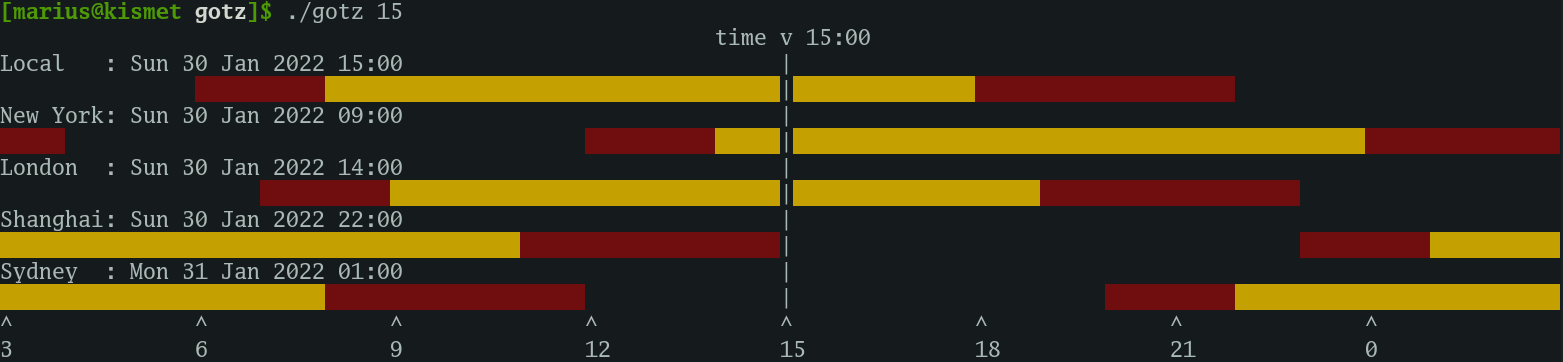 [marius@kismet gotz]$ ./gotz 15
time v 15:00
Local   : Sun 30 Jan 2022 15:00 |
|
New York: Sun 30 Jan 2022 09:00 |
|
London  : Sun 30 Jan 2022 14:00 |
|
Shanghai: Sun 30 Jan 2022 22:00 |
|
Sydney  : Mon 31 Jan 2022 01:00 |
|
^ ^ ^ ^ ^ ^ ^ ^
3 6 9 12 15 18 21 0